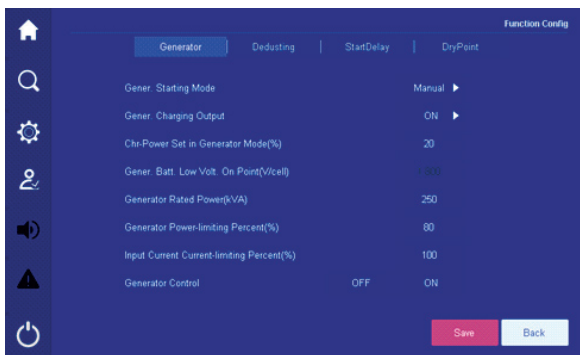 Function Config
Generator Dedusting StartDelay DryPoint
Gener. Starting Mode Manual
Gener. Charging Output ON
Chr-Power Set in Generator Mode(%) 20
Gener. Batt. Low Volt. On Point(V/cell)
Generator Rated Power(kVA) 250
Generator Power-limiting Percent(%) 80
Input Current Current-limiting Percent(%) 100
Generator Control OFF ON
Save Back